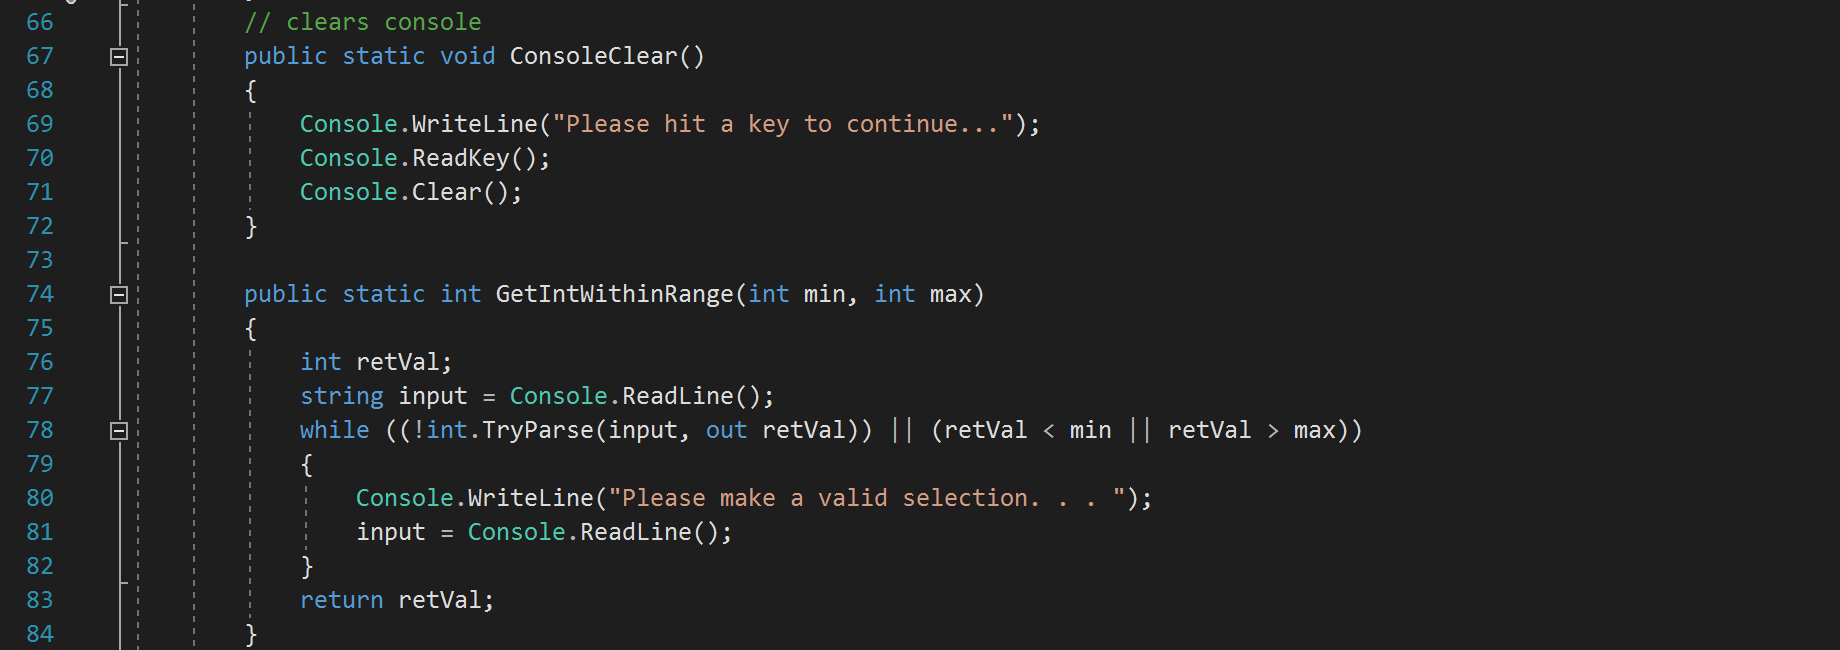 66 // clears console
67 public static void ConsoleClear()
68 {
69 Console.WriteLine("Please hit a key to continue...");
70 Console.ReadKey();
71 Console.Clear();
72 }
73
74 public static int GetIntWithinRange(int min, int max)
75 {
76 int retVal;
77 string input = Console.ReadLine();
78 while ((!int.TryParse(input, out retVal)) || (retVal < min || retVal > max))
79 {
80 Console.WriteLine("Please make a valid selection. . . ");
81 input = Console.ReadLine();
82 }
83 return retVal;
84 }